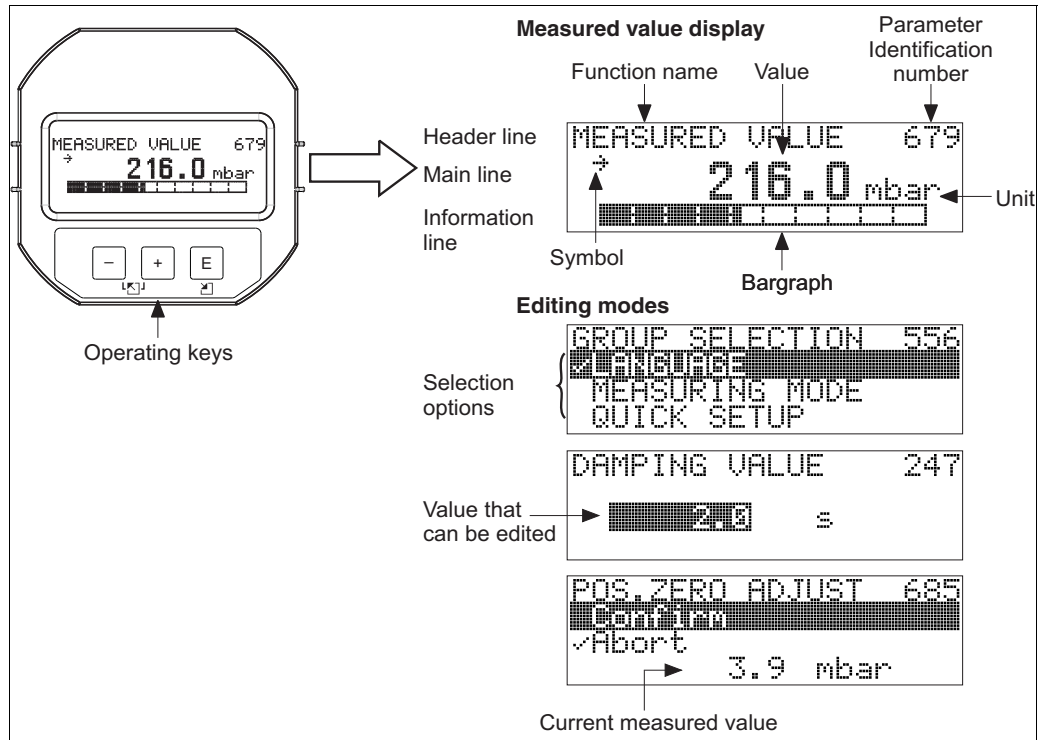 MEASURED VALUE 679
→ 216.0 mbar
– + E
Operating keys
Measured value display
Function name
Value
Parameter
Identification
number
Header line
Main line
Information
line
MEASURED VALUE 679
→ 216.0 mbar
Unit
Symbol
Bargraph
Editing modes
Selection
options
GROUP SELECTION 556
✓LANGUAGE
MEASURING MODE
QUICK SETUP
Value that
can be edited
DAMPING VALUE 247
2.0 s
POS.ZERO ADJUST 685
Confirm
✓Abort
3.9 mbar
Current measured value